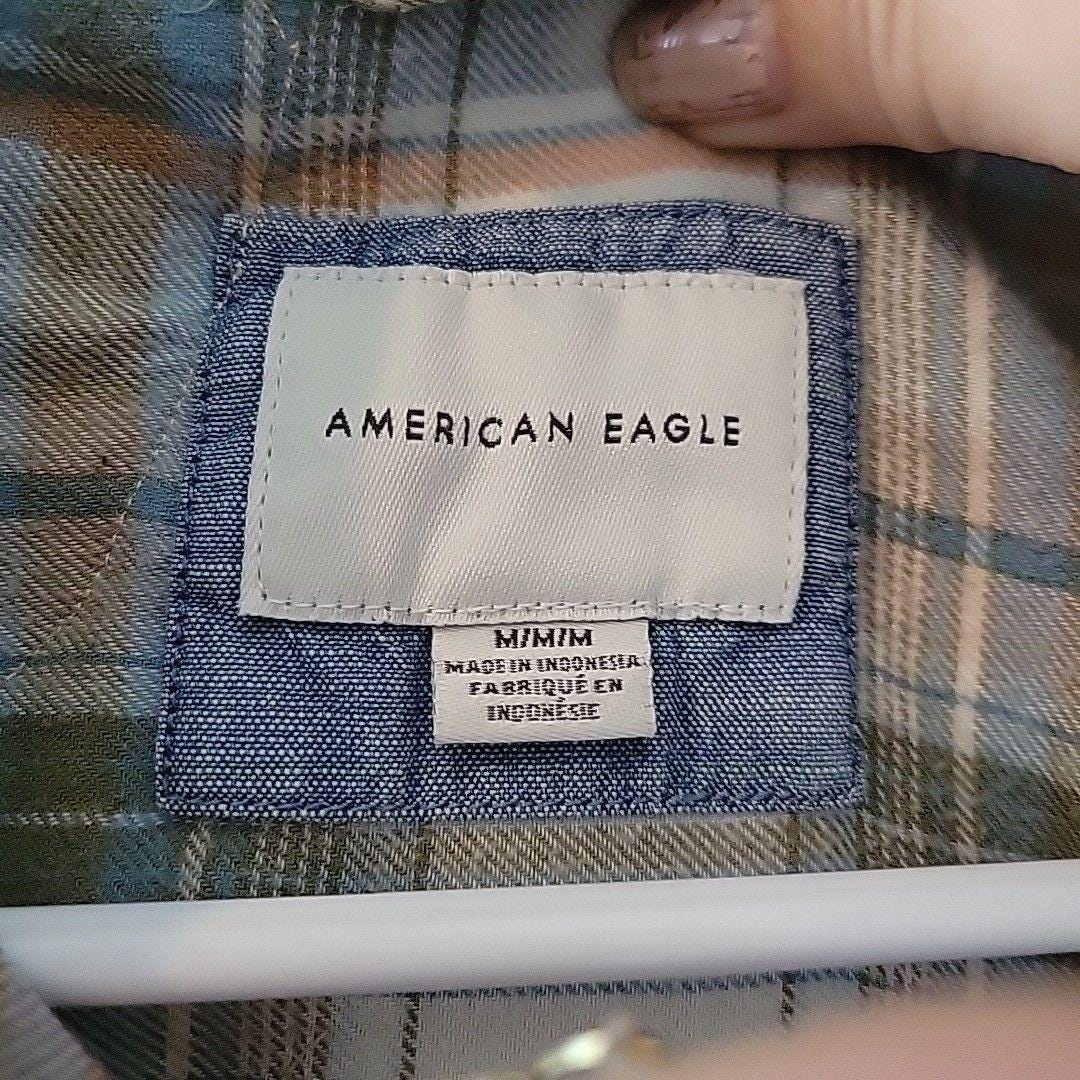 AMERICAN EAGLE
M/M/M
MADE IN INDONESIA
FABRIQUÉ EN
INDONÉSIE